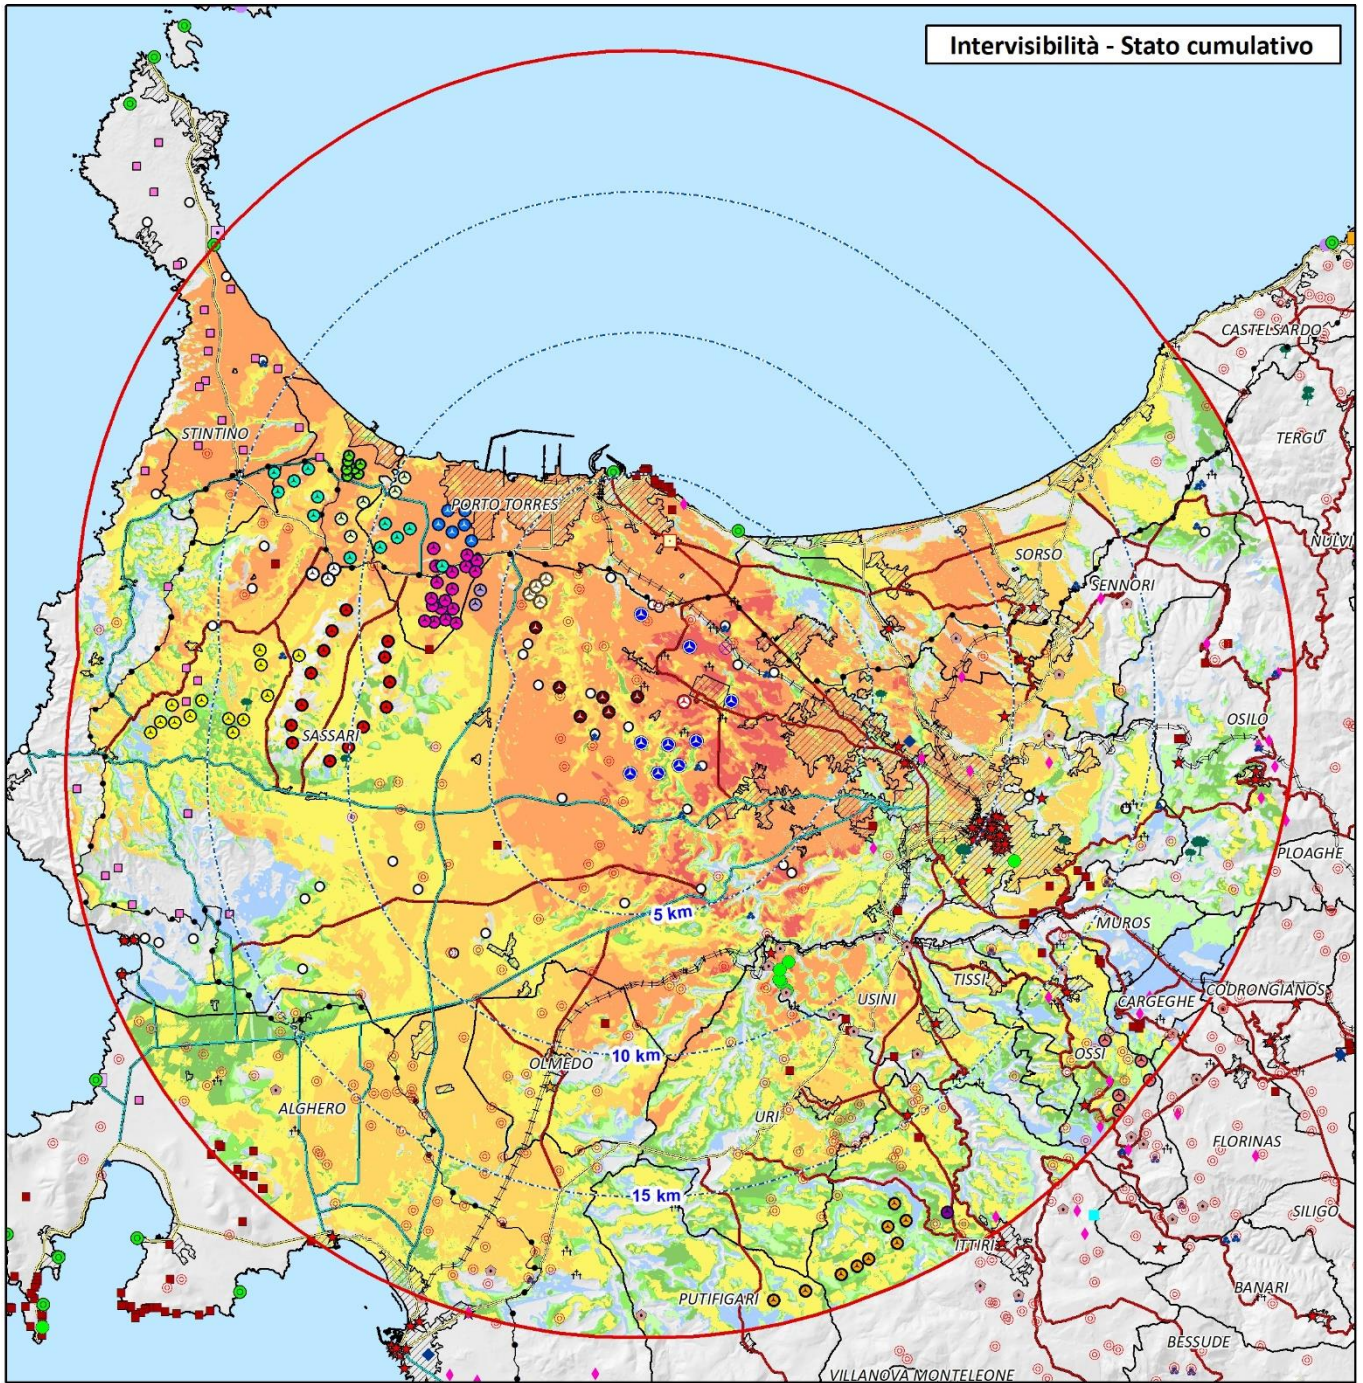 Intervisibilità - Stato cumulativo
CASTELSARDO
STINTINO
TERGU
PORTO TORRES
NULVI
SORSO
SENNORI
OSILO
SASSARI
PLOAGHE
5 km
MUROS
TISSI
CODRONGIANOS
USINI
CARGEGHE
10 km
OSSI
OLMEDO
ALGHERO
URI
FLORINAS
15 km
SILIGO
ITTIRI
BANARI
PUTIFIGARI
BESSUDE
VILLANOVA MONTELEONE